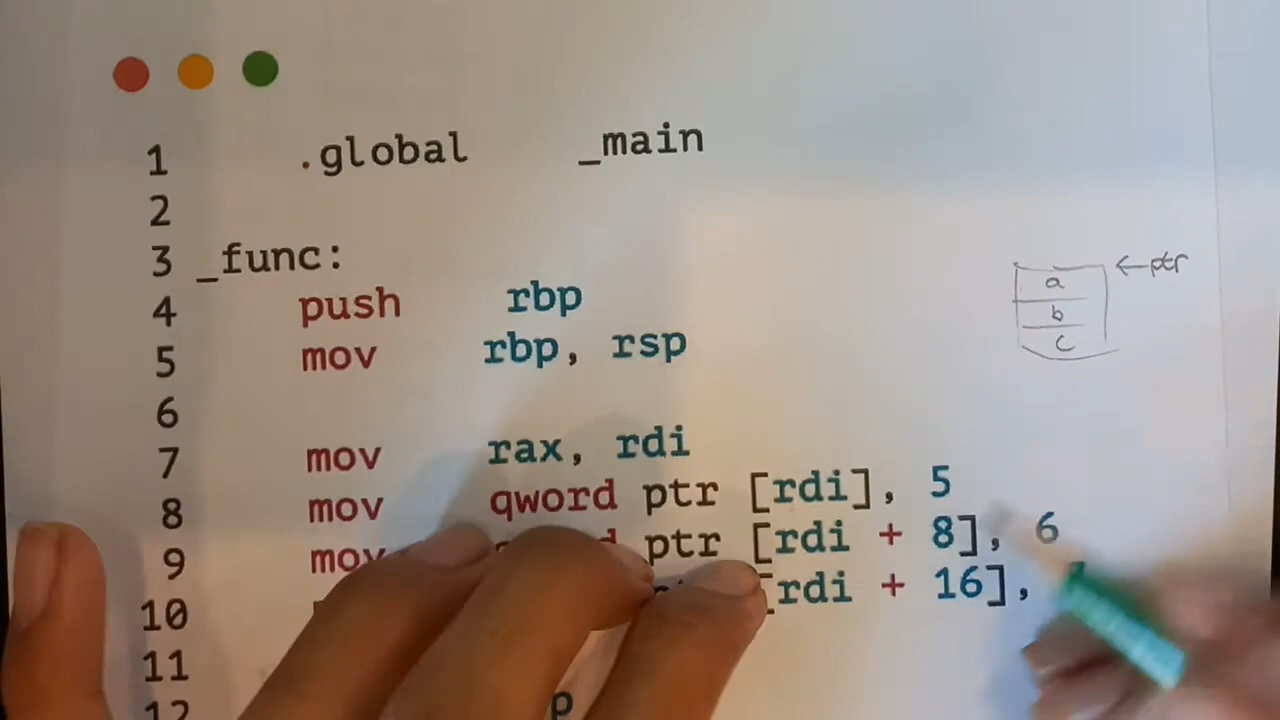 1 .global _main
2
3 _func:
4 push rbp
5 mov rbp, rsp
6
7 mov rax, rdi
8 mov qword ptr [rdi], 5
9 mov ptr [rdi + 8], 6
10 [rdi + 16],
11
12
←ptr
a
b
c